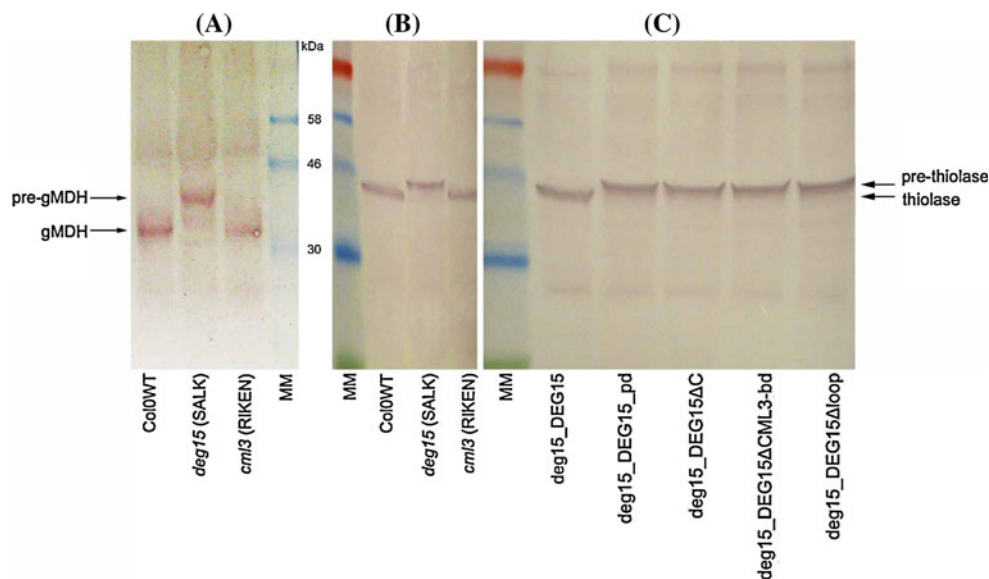 (A)
(B)
(C)
kDa
58
46
30
pre-gMDH
gMDH
pre-thiolase
thiolase
Col0WT
deg15 (SALK)
cml3 (RIKEN)
MM
MM
Col0WT
deg15 (SALK)
cml3 (RIKEN)
MM
deg15_DEG15
deg15_DEG15_pd
deg15_DEG15ΔC
deg15_DEG15ΔCML3-bd
deg15_DEG15Δloop